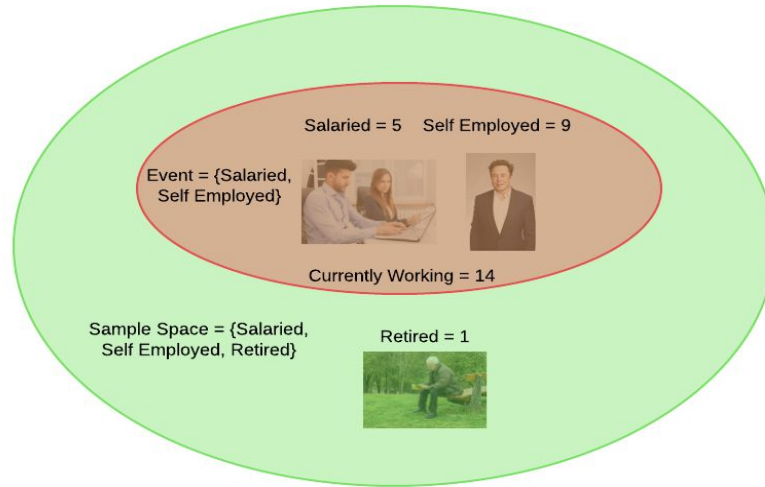 Salaried = 5
Self Employed = 9
Event = {Salaried,
Self Employed}
Currently Working = 14
Sample Space = {Salaried,
Self Employed, Retired}
Retired = 1